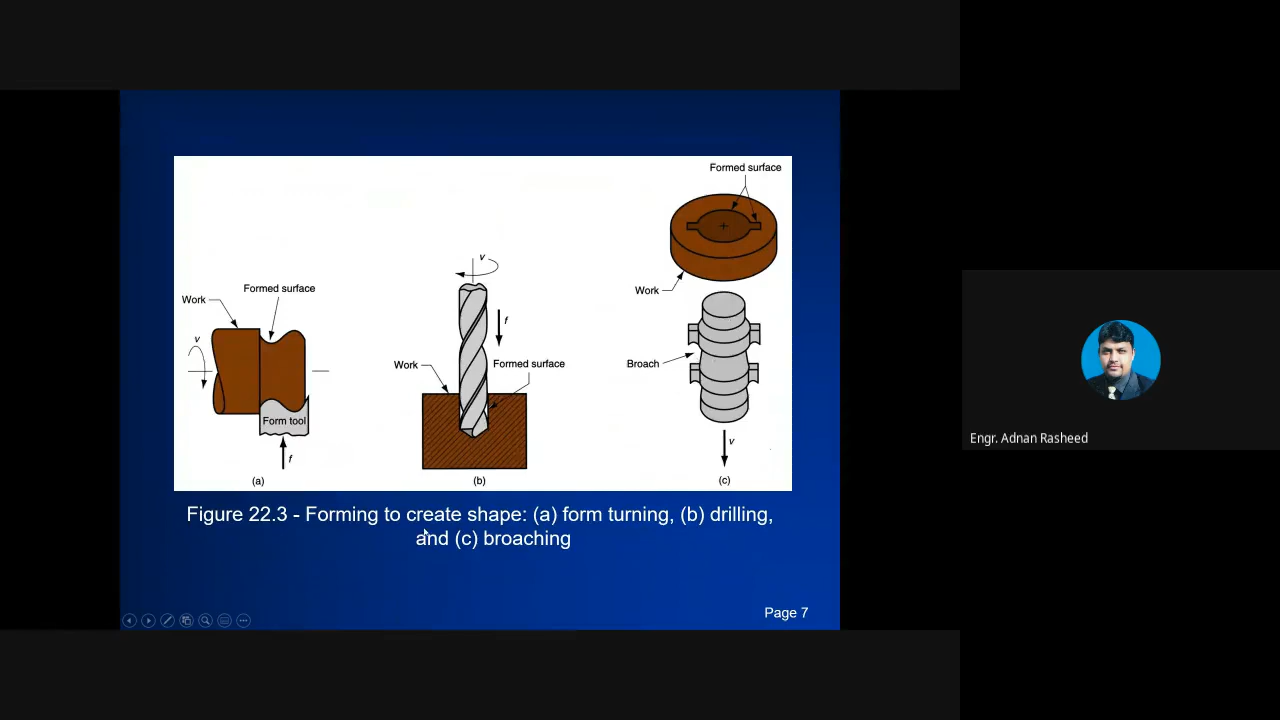 Formed surface
Work
Broach
v
(c)
v
f
Work
Formed surface
(b)
Formed surface
Work
v
Form tool
f
(a)
Figure 22.3 - Forming to create shape: (a) form turning, (b) drilling,
and (c) broaching
Page 7
Engr. Adnan Rasheed